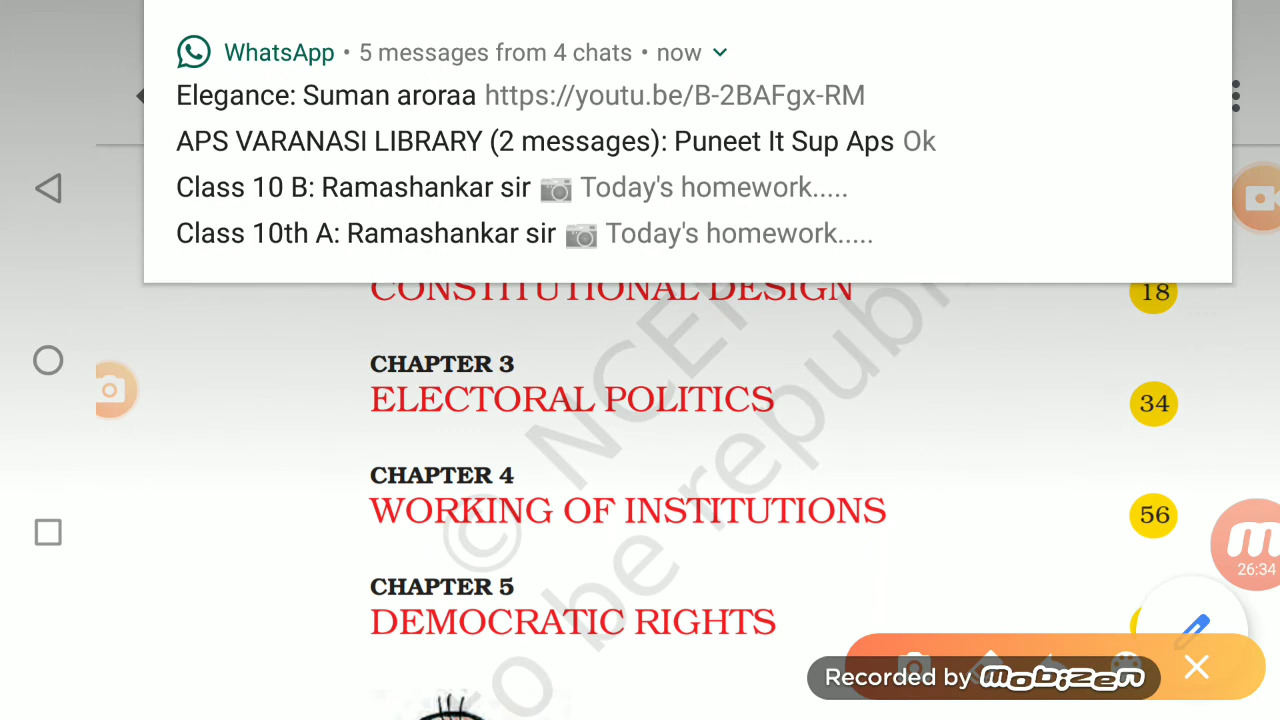 WhatsApp • 5 messages from 4 chats • now
Elegance: Suman aroraa https://youtu.be/B-2BAFgx-RM
APS VARANASI LIBRARY (2 messages): Puneet It Sup Aps Ok
Class 10 B: Ramashankar sir 📷 Today's homework.....
Class 10th A: Ramashankar sir 📷 Today's homework.....
CONSTITUTIONAL DESIGN 18
CHAPTER 3
ELECTORAL POLITICS 34
CHAPTER 4
WORKING OF INSTITUTIONS 56
CHAPTER 5
DEMOCRATIC RIGHTS
© NCER
o be republi
26:34
Recorded by mobizen